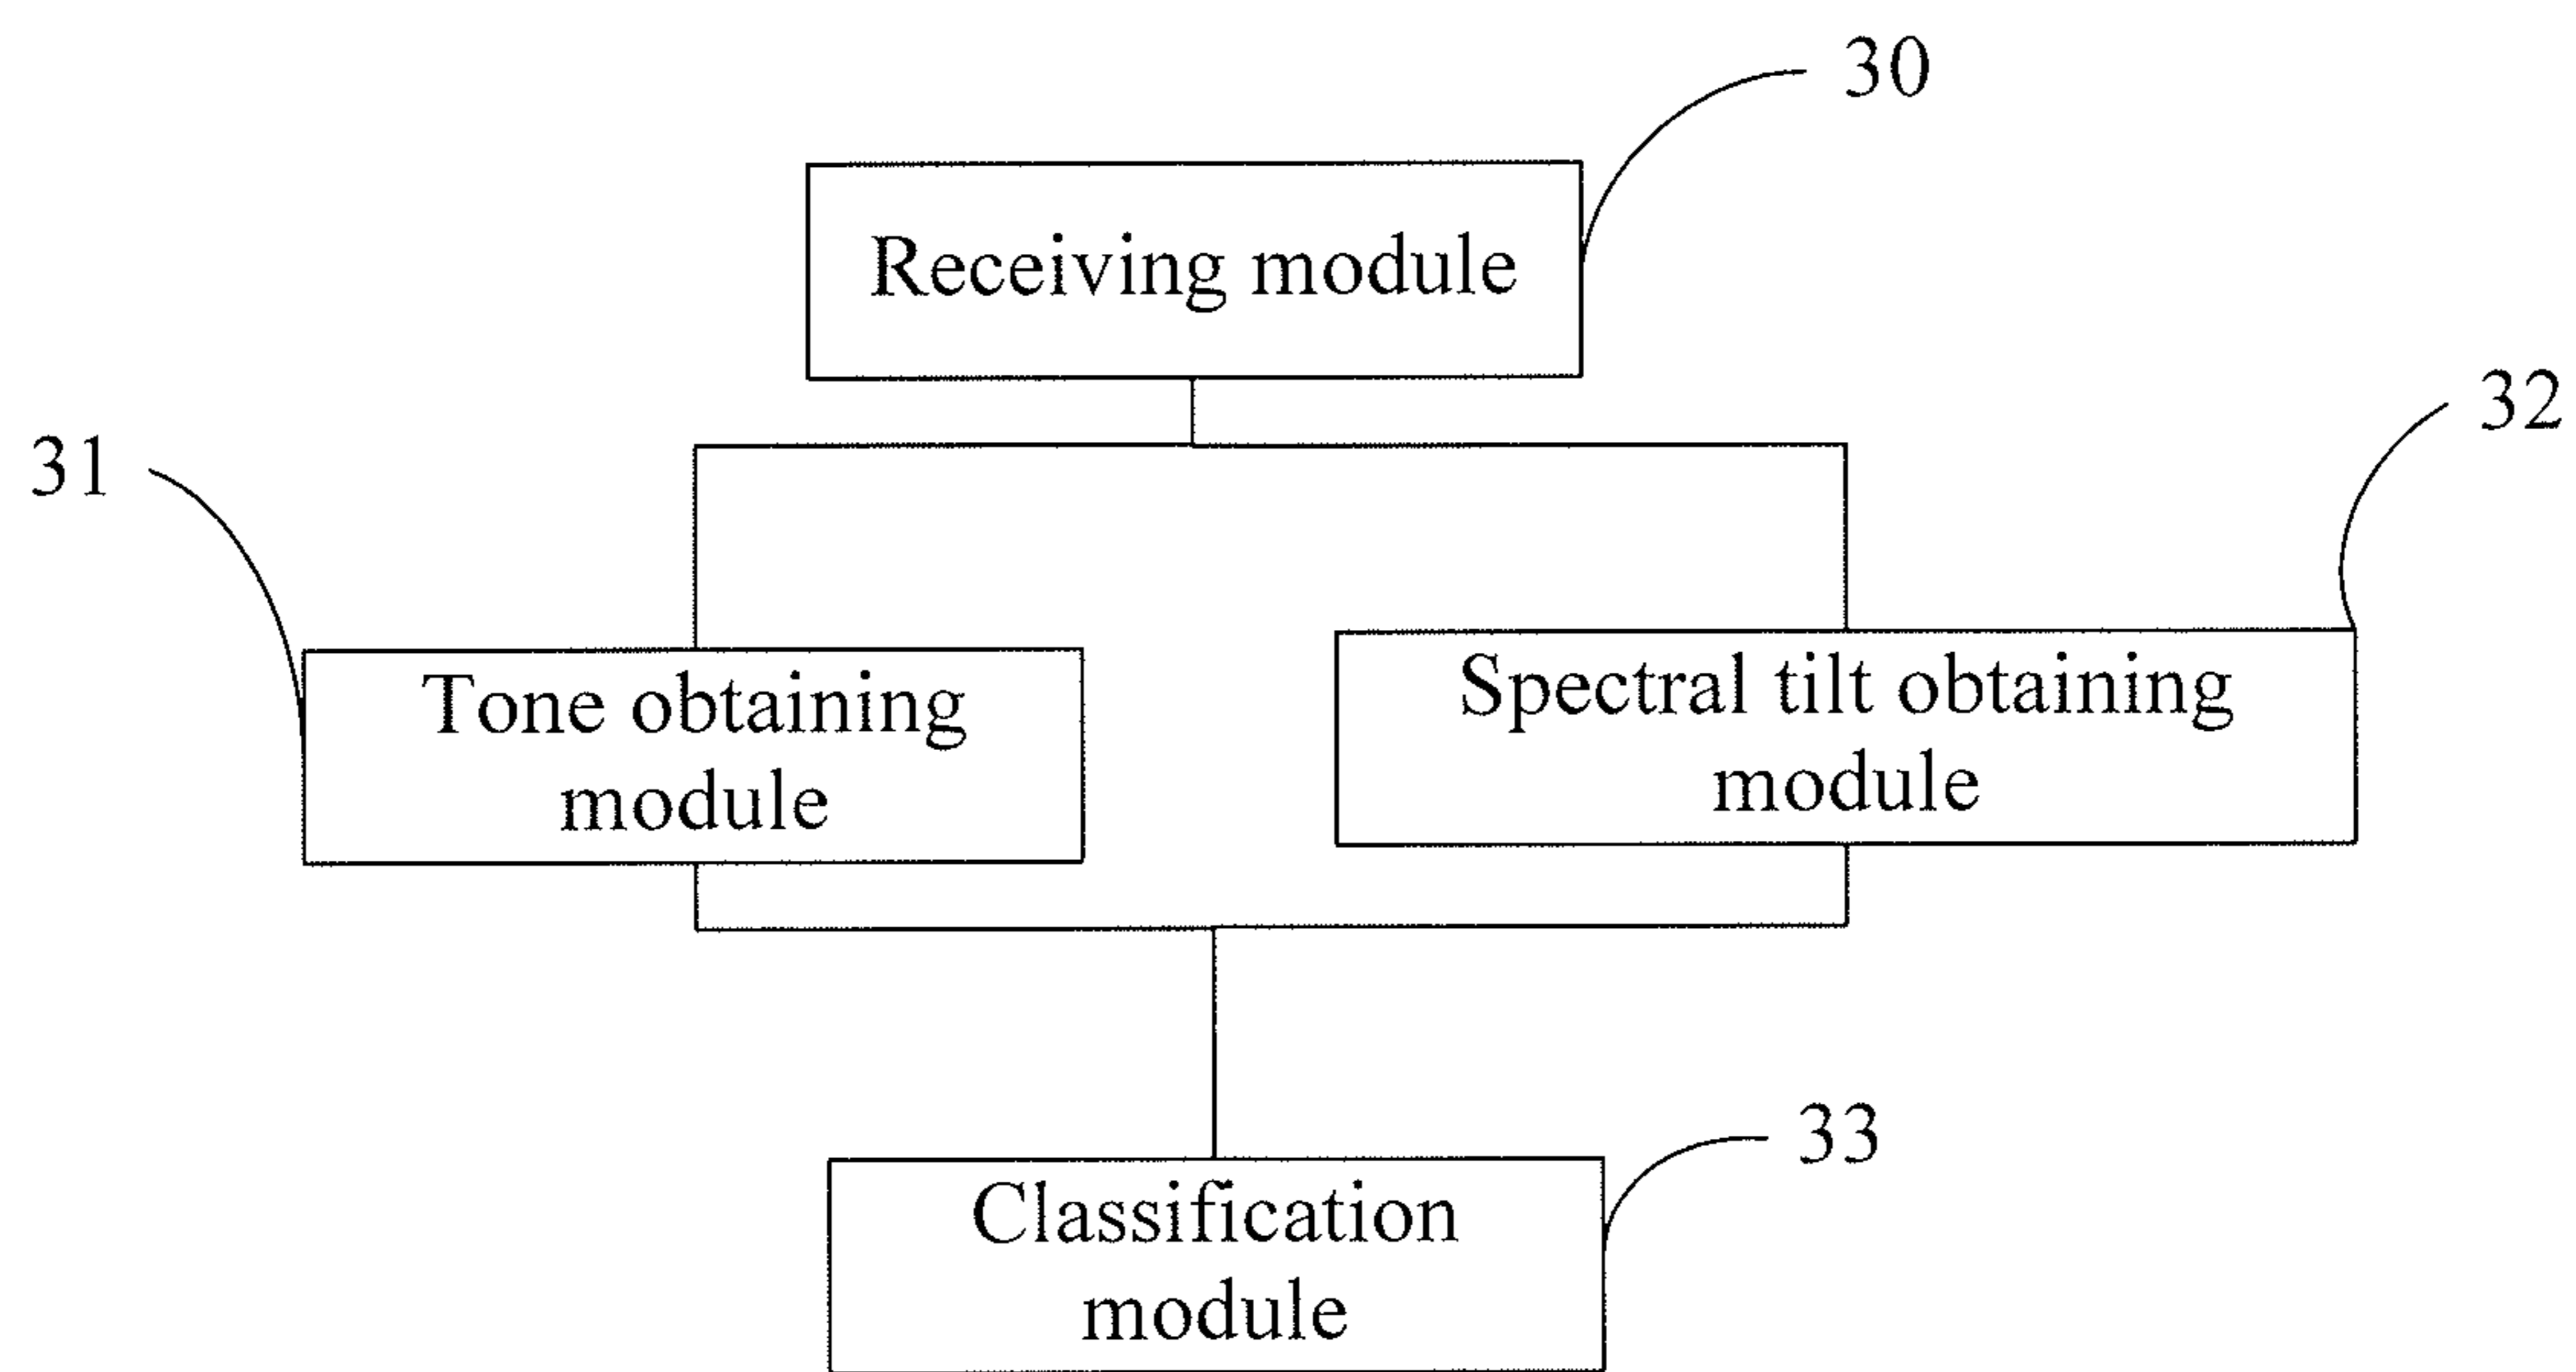 30
Receiving module
32
31
Spectral tilt obtaining
module
Tone obtaining
module
33
Classification
module